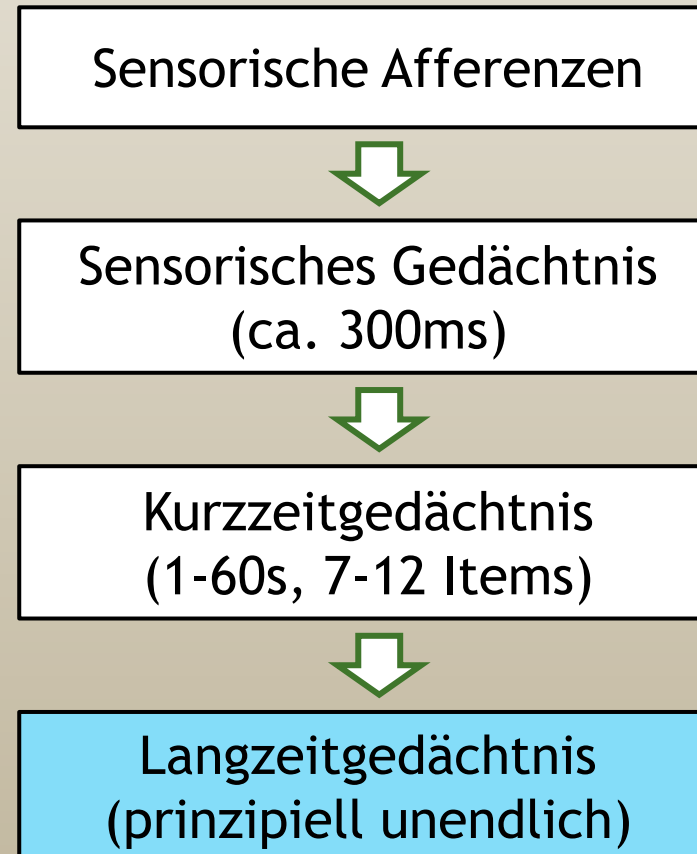 Sensorische Afferenzen
Sensorisches Gedächtnis
(ca. 300ms)
Kurzzeitgedächtnis
(1-60s, 7-12 Items)
Langzeitgedächtnis
(prinzipiell unendlich)